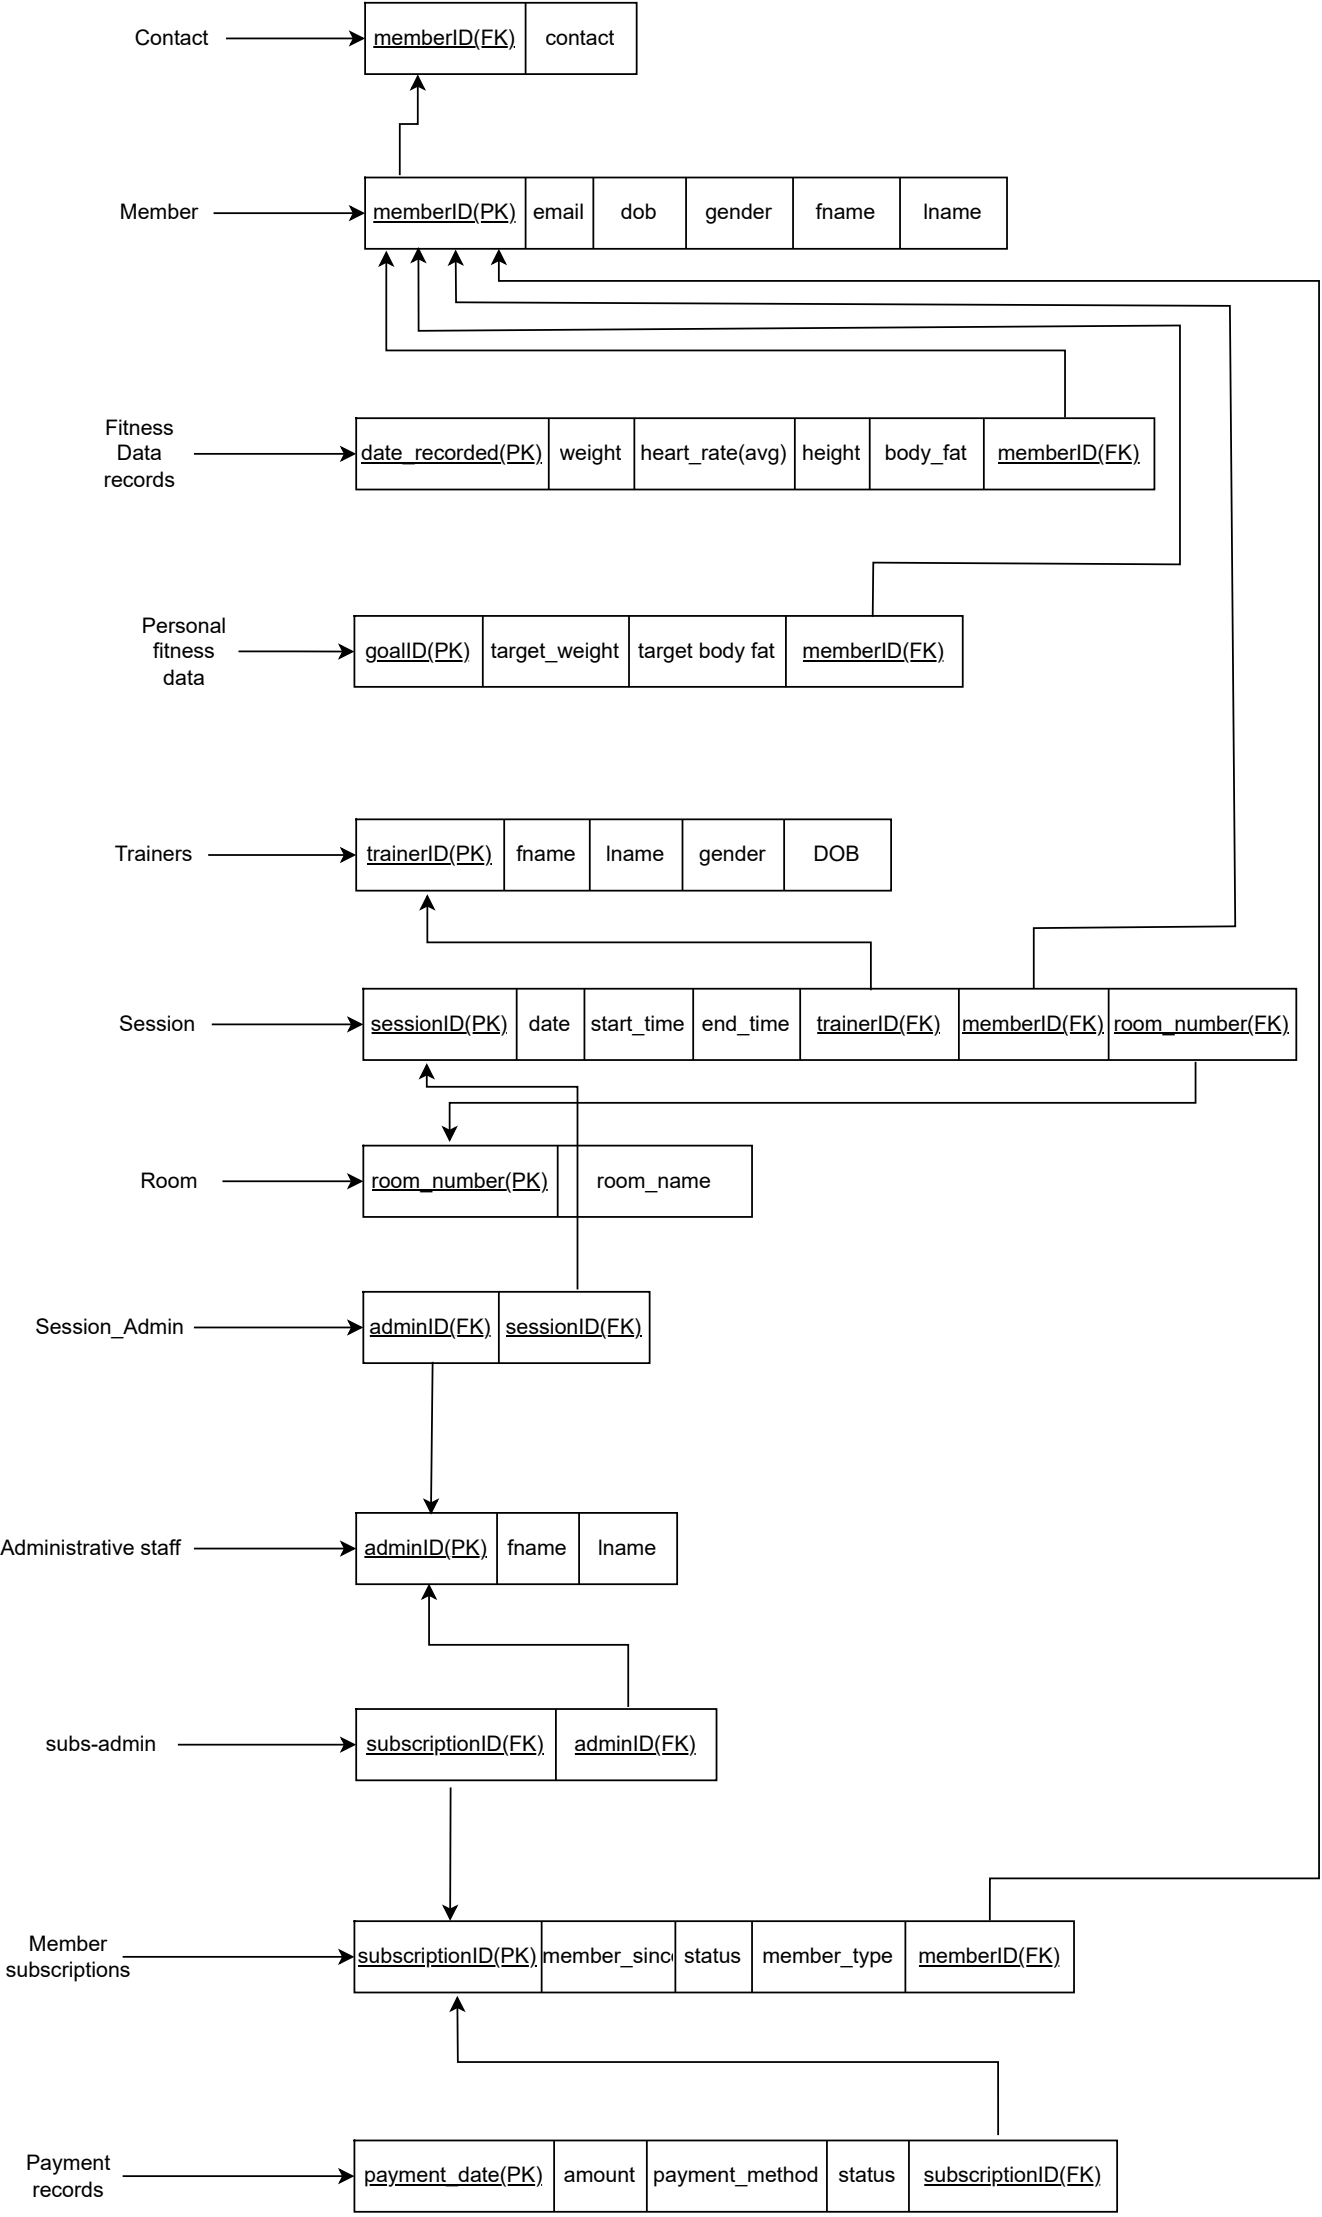 Contact
memberID(FK)
contact
Member
memberID(PK)
email
dob
gender
fname
lname
Fitness
Data
records
date_recorded(PK)
weight
heart_rate(avg)
height
body_fat
memberID(FK)
Personal
fitness
data
goalID(PK)
target_weight
target body fat
memberID(FK)
Trainers
trainerID(PK)
fname
lname
gender
DOB
Session
sessionID(PK)
date
start_time
end_time
trainerID(FK)
memberID(FK)
room_number(FK)
Room
room_number(PK)
room_name
Session_Admin
adminID(FK)
sessionID(FK)
Administrative staff
adminID(PK)
fname
lname
subs-admin
subscriptionID(FK)
adminID(FK)
Member
subscriptions
subscriptionID(PK)
member_sinc
status
member_type
memberID(FK)
Payment
records
payment_date(PK)
amount
payment_method
status
subscriptionID(FK)